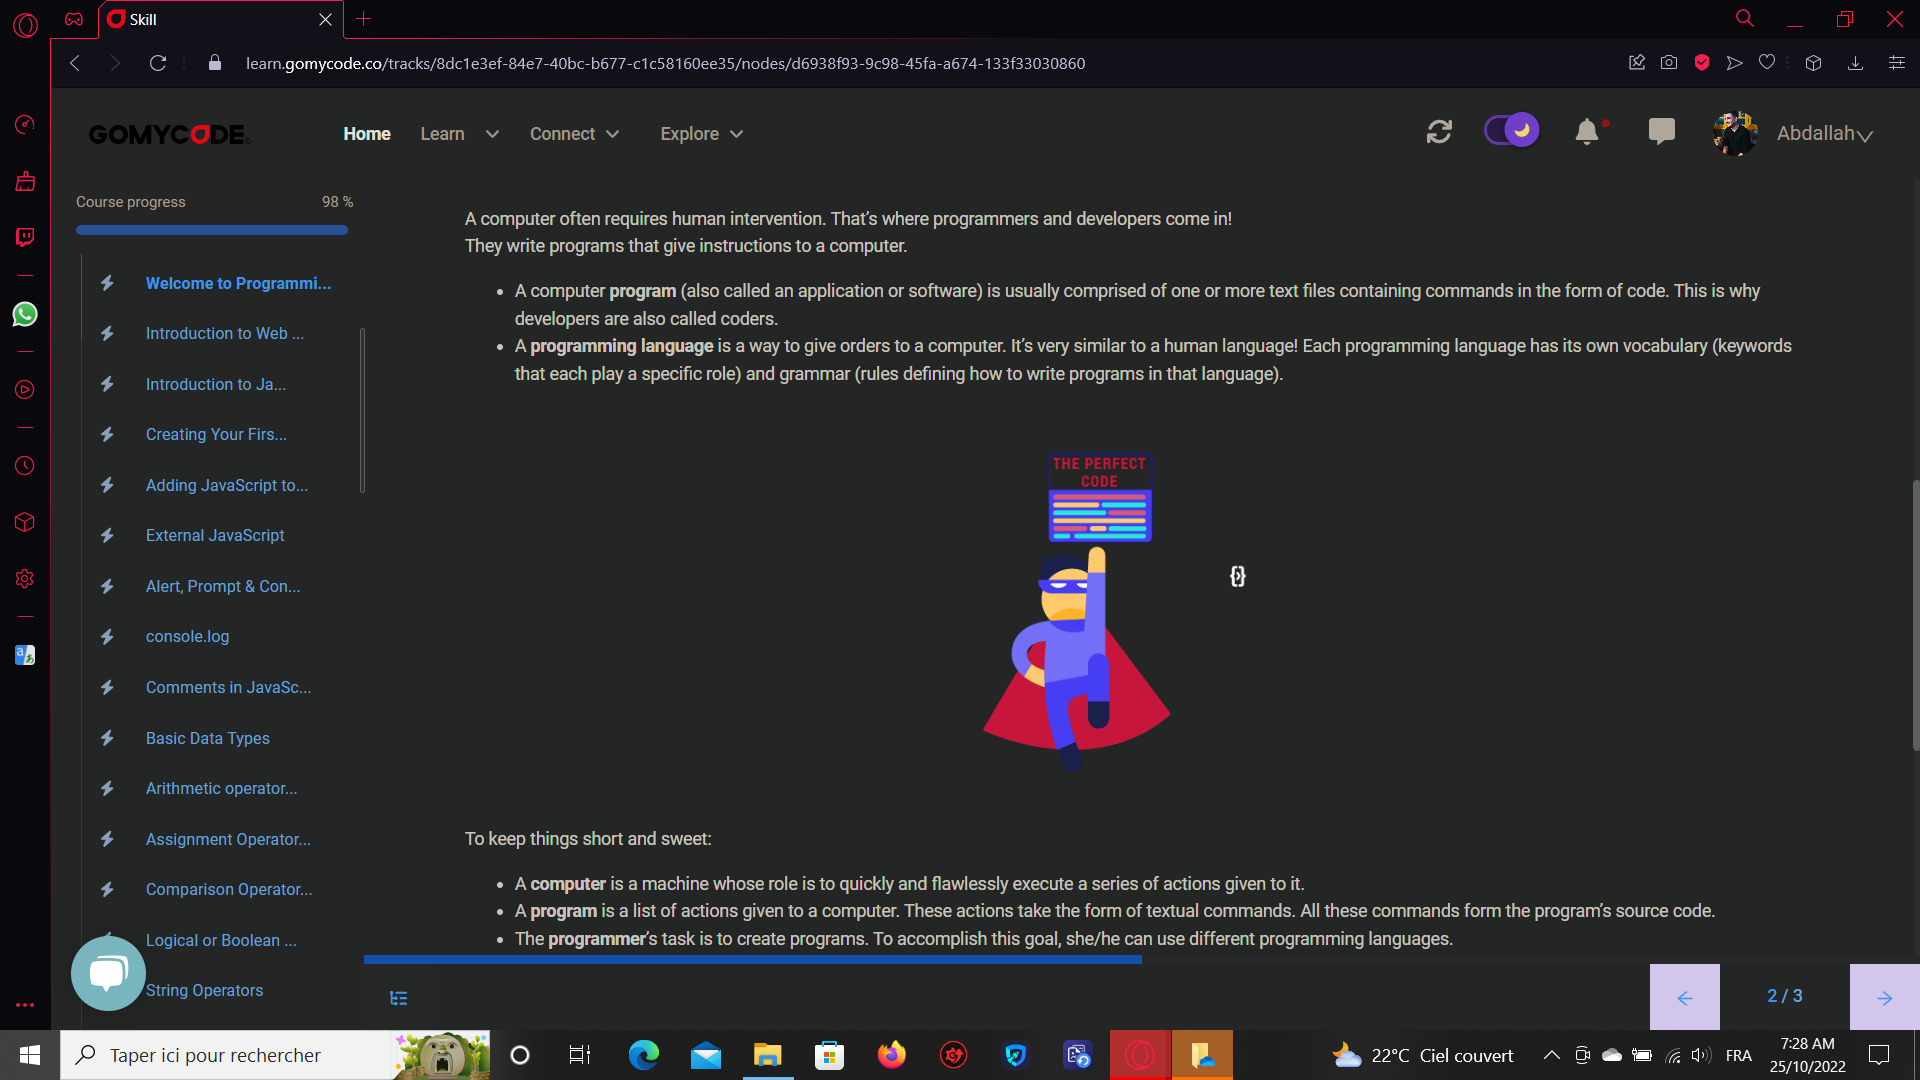 Skill
learn.gomycode.co/tracks/8dc1e3ef-84e7-40bc-b677-c1c58160ee35/nodes/d6938f93-9c98-45fa-a674-133f33030860
GOMYCODE
Home
Learn
Connect
Explore
Abdallah
Course progress
98 %
Welcome to Programmi...
Introduction to Web ...
Introduction to Ja...
Creating Your Firs...
Adding JavaScript to...
External JavaScript
Alert, Prompt & Con...
console.log
Comments in JavaSc...
Basic Data Types
Arithmetic operator...
Assignment Operator...
Comparison Operator...
Logical or Boolean ...
String Operators
A computer often requires human intervention. That’s where programmers and developers come in!
They write programs that give instructions to a computer.
• A computer program (also called an application or software) is usually comprised of one or more text files containing commands in the form of code. This is why
developers are also called coders.
• A programming language is a way to give orders to a computer. It’s very similar to a human language! Each programming language has its own vocabulary (keywords
that each play a specific role) and grammar (rules defining how to write programs in that language).
THE PERFECT
CODE
To keep things short and sweet:
• A computer is a machine whose role is to quickly and flawlessly execute a series of actions given to it.
• A program is a list of actions given to a computer. These actions take the form of textual commands. All these commands form the program’s source code.
• The programmer’s task is to create programs. To accomplish this goal, she/he can use different programming languages.
2 / 3
Taper ici pour rechercher
22°C Ciel couvert
FRA
7:28 AM
25/10/2022